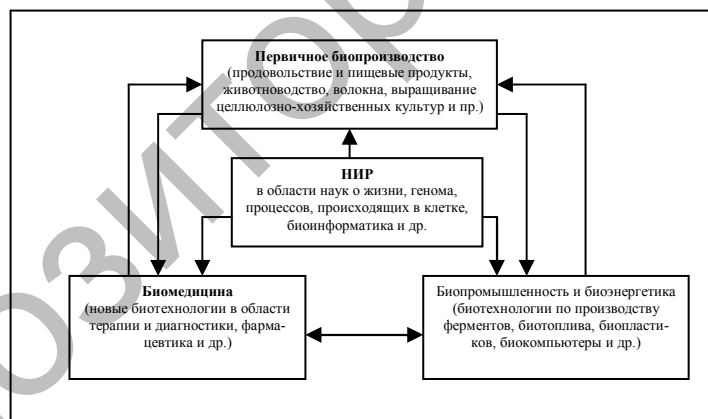 Первичное биопроизводство
(продовольствие и пищевые продукты,
животноводство, волокна, выращивание
целлюлозно-хозяйственных культур и пр.)
НИР
в области наук о жизни, генома,
процессов, происходящих в клетке,
биоинформатика и др.
Биомедицина
(новые биотехнологии в области
терапии и диагностики, фарма-
цевтика и др.)
Биопромышленность и биоэнергетика
(биотехнологии по производству
ферментов, биотоплива, биопласти-
ков, биокомпьютеры и др.)